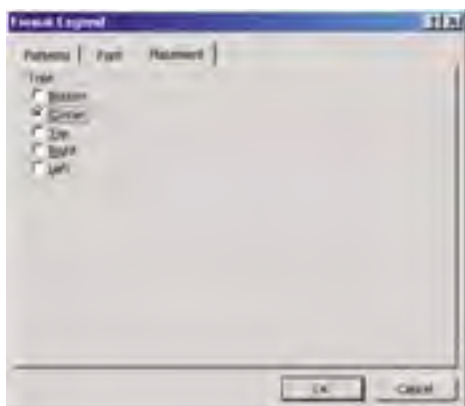 Format Legend
Patterns Font Placement
Type
Bottom
Corner
Top
Right
Left
OK Cancel